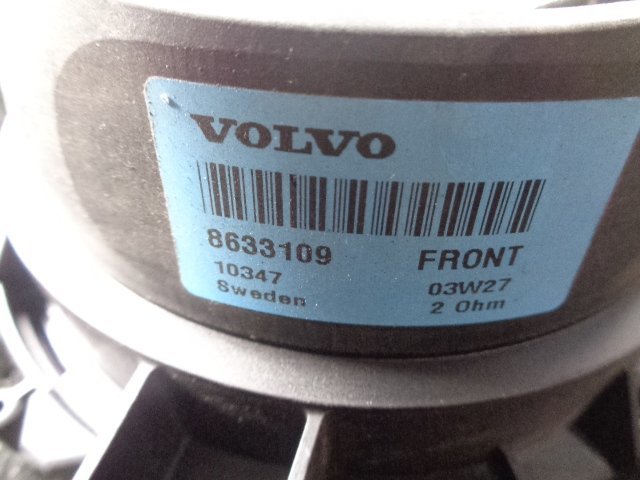 VOLVO
8633109 FRONT
10347 03W27
Sweden 2 Ohm